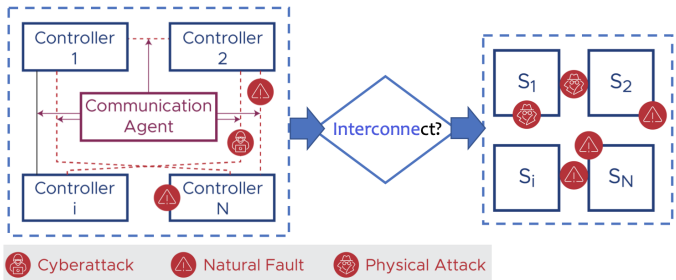 Controller
1
Controller
2
Communication
Agent
Controller
i
Controller
N
Interconnect?
S1
S2
Si
SN
Cyberattack
Natural Fault
Physical Attack